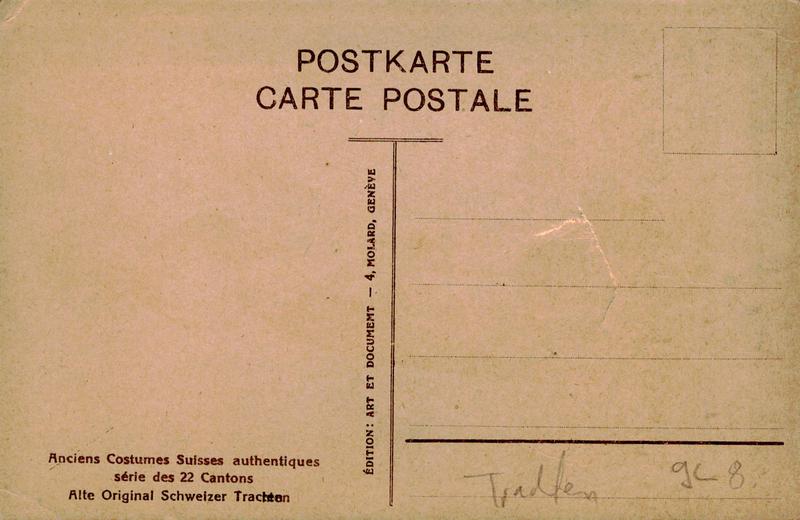 POSTKARTE
CARTE POSTALE
ÉDITION: ART ET DOCUMEMT — 4, MOLARD, GENÈVE
Anciens Costumes Suisses authentiques
série des 22 Cantons
Alte Original Schweizer Trachten
Trachten